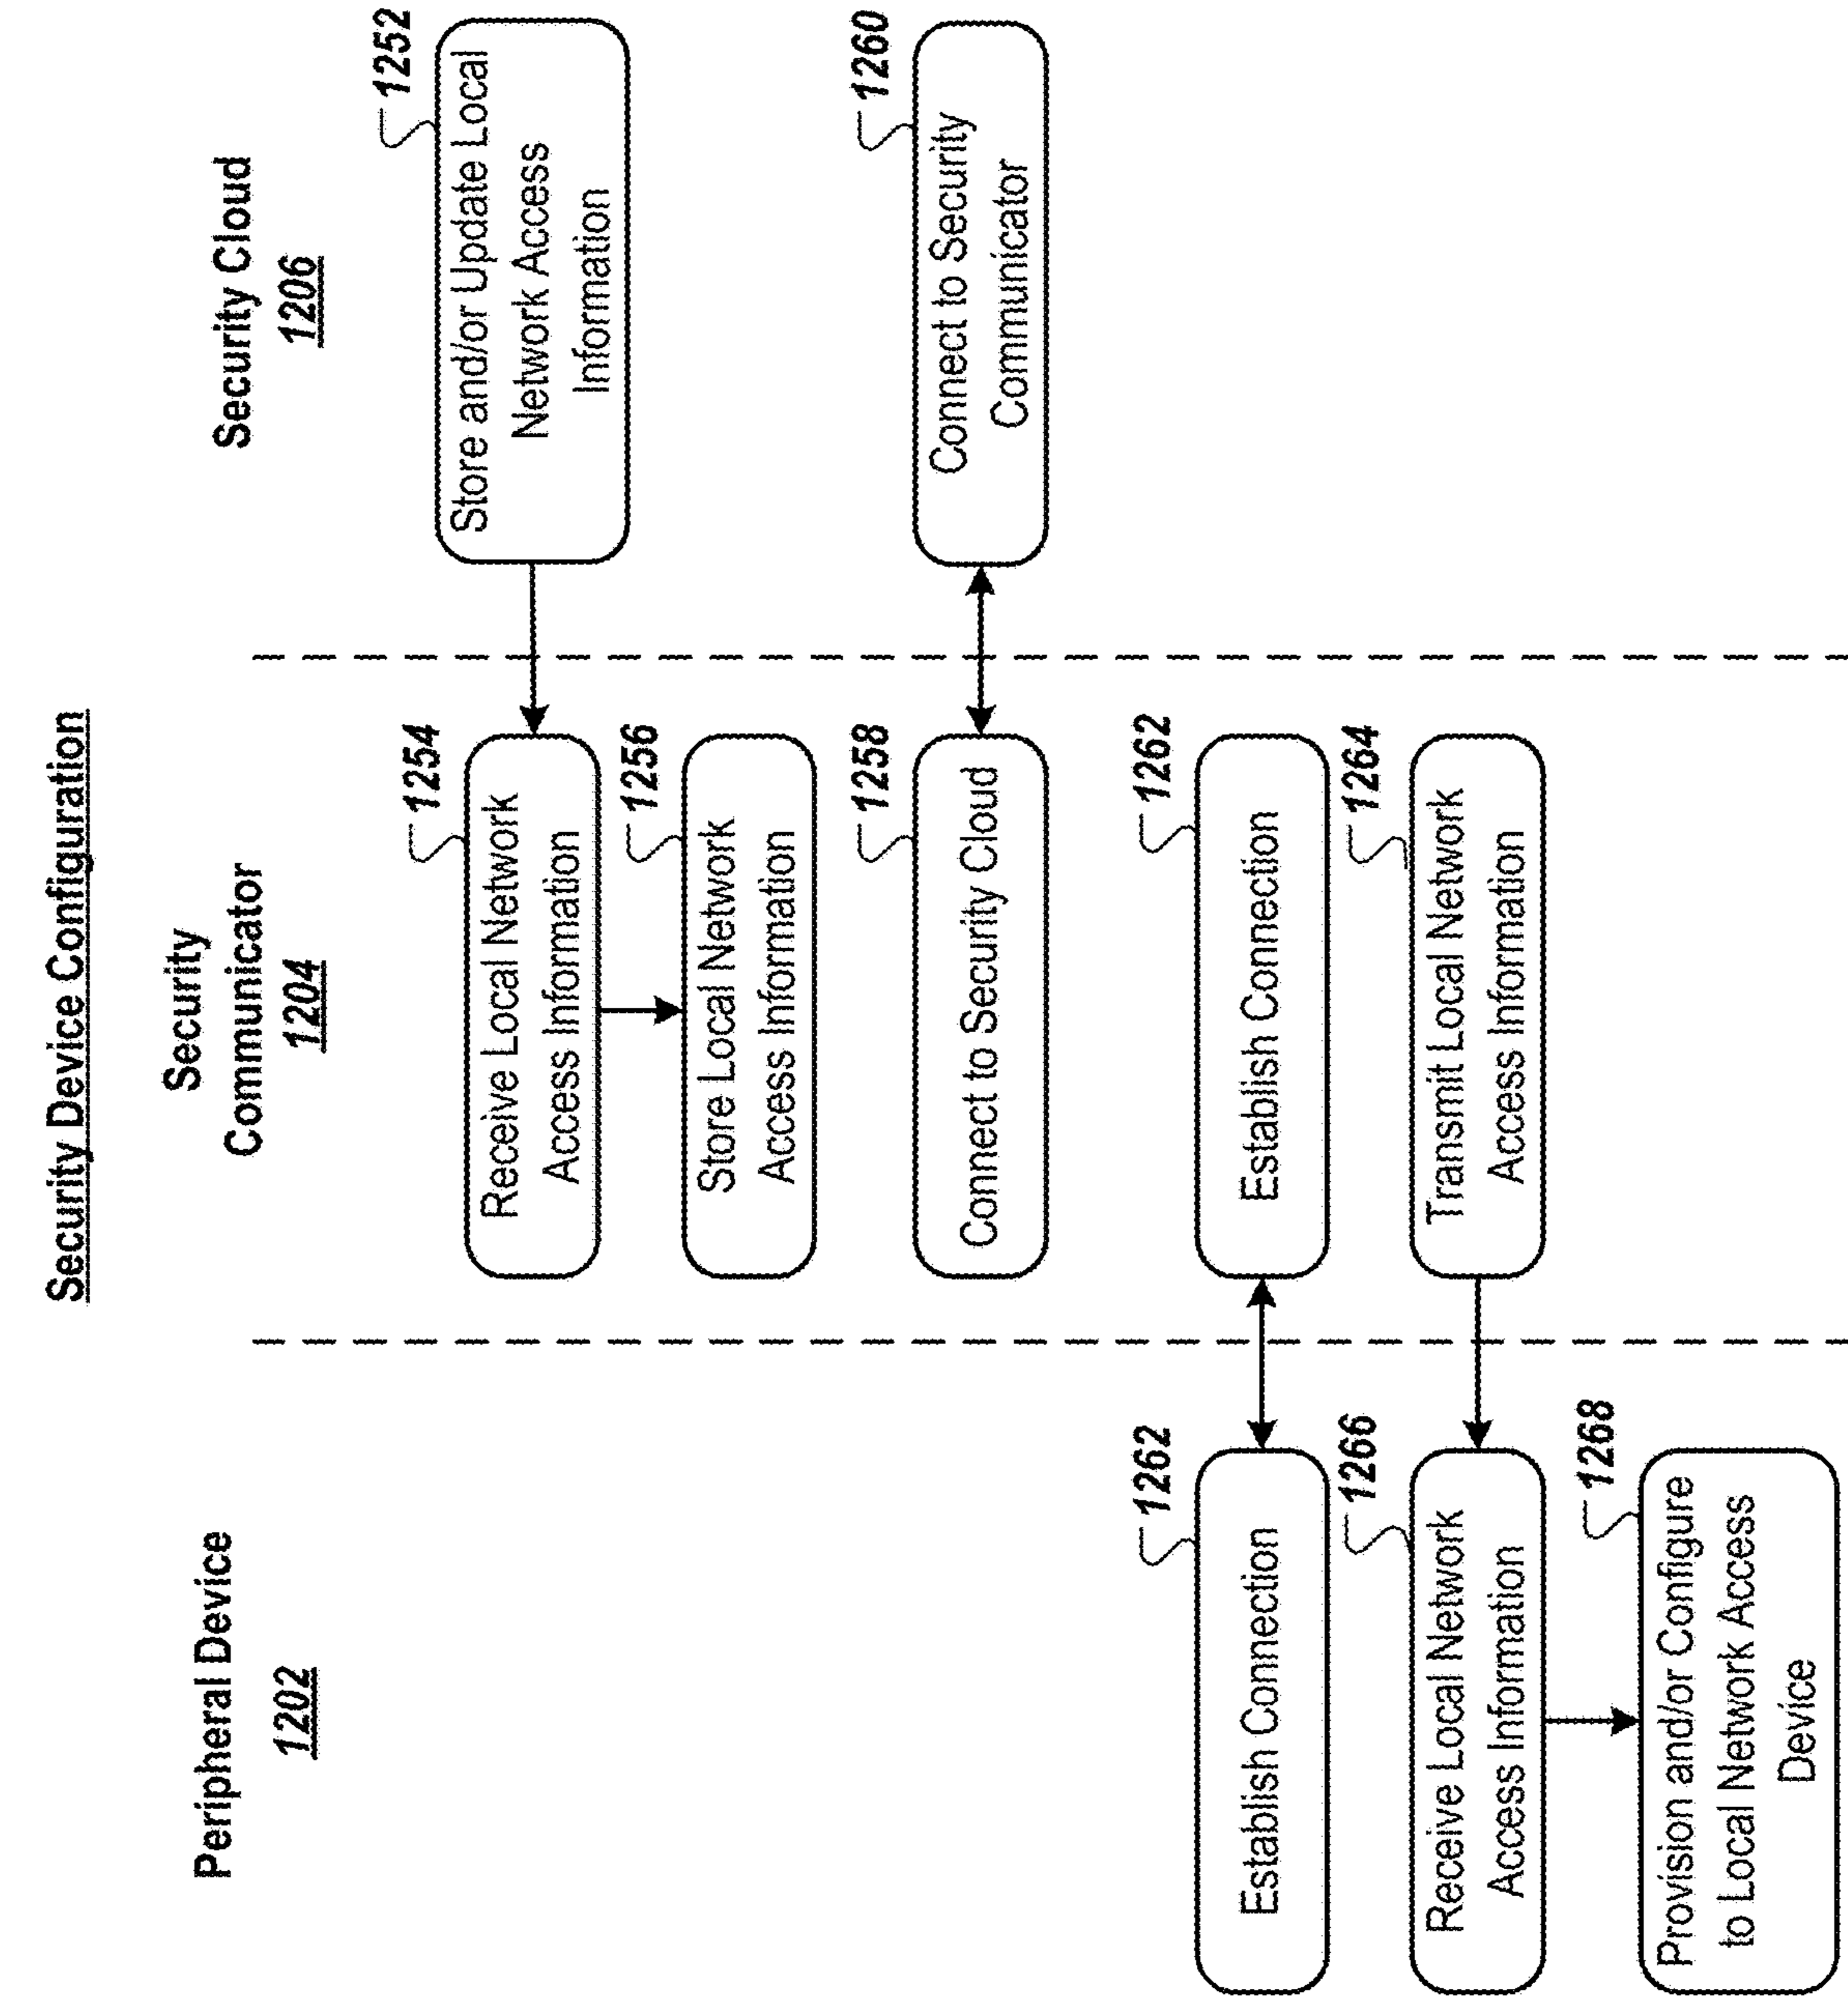 Security Device Configuration
Peripheral Device
1202
Security
Communicator
1204
Security Cloud
1206
1252
Store and/or Update Local
Network Access
Information
1254
Receive Local Network
Access Information
1256
Store Local Network
Access Information
1258
Connect to Security Cloud
1260
Connect to Security
Communicator
1262
Establish Connection
1262
Establish Connection
1264
Transmit Local Network
Access Information
1266
Receive Local Network
Access Information
1268
Provision and/or Configure
to Local Network Access
Device